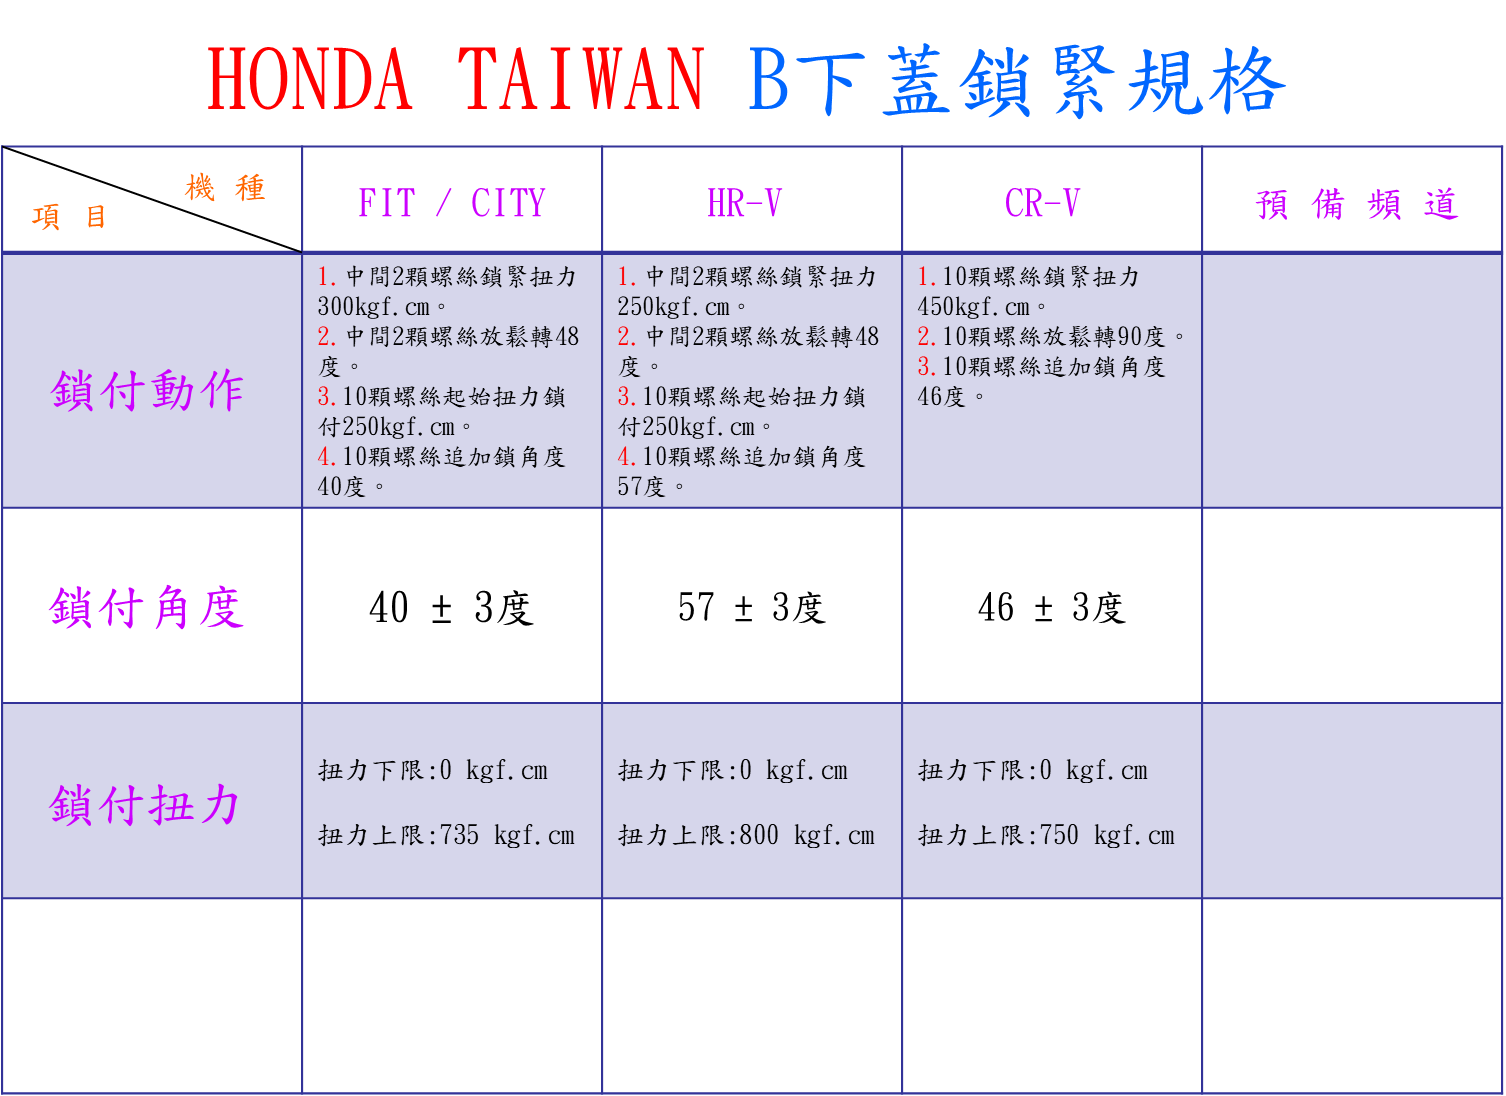 HONDA TAIWAN B下蓋鎖緊規格
機 種
項 目
FIT / CITY
HR-V
CR-V
預 備 頻 道
鎖付動作
1.中間2顆螺絲鎖緊扭力
300kgf.cm。
2.中間2顆螺絲放鬆轉48
度。
3.10顆螺絲起始扭力鎖
付250kgf.cm。
4.10顆螺絲追加鎖角度
40度。
1.中間2顆螺絲鎖緊扭力
250kgf.cm。
2.中間2顆螺絲放鬆轉48
度。
3.10顆螺絲起始扭力鎖
付250kgf.cm。
4.10顆螺絲追加鎖角度
57度。
1.10顆螺絲鎖緊扭力
450kgf.cm。
2.10顆螺絲放鬆轉90度。
3.10顆螺絲追加鎖角度
46度。
鎖付角度
40 ± 3度
57 ± 3度
46 ± 3度
鎖付扭力
扭力下限:0 kgf.cm
扭力上限:735 kgf.cm
扭力下限:0 kgf.cm
扭力上限:800 kgf.cm
扭力下限:0 kgf.cm
扭力上限:750 kgf.cm